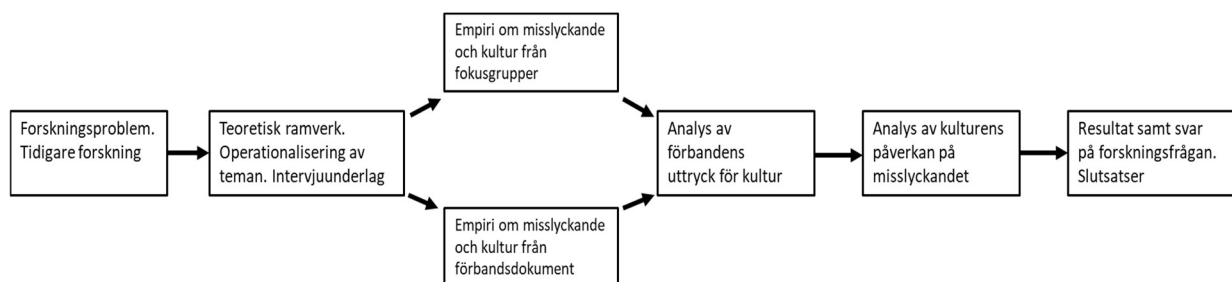 Forskningsproblem.
Tidigare forskning
Teoretisk ramverk.
Operationalisering av
teman. Intervjuunderlag
Empiri om misslyckande
och kultur från
fokusgrupper
Empiri om misslyckande
och kultur från
förbandsdokument
Analys av
förbandens
uttryck för kultur
Analys av kulturens
påverkan på
misslyckandet
Resultat samt svar
på forskningsfrågan.
Slutsatser